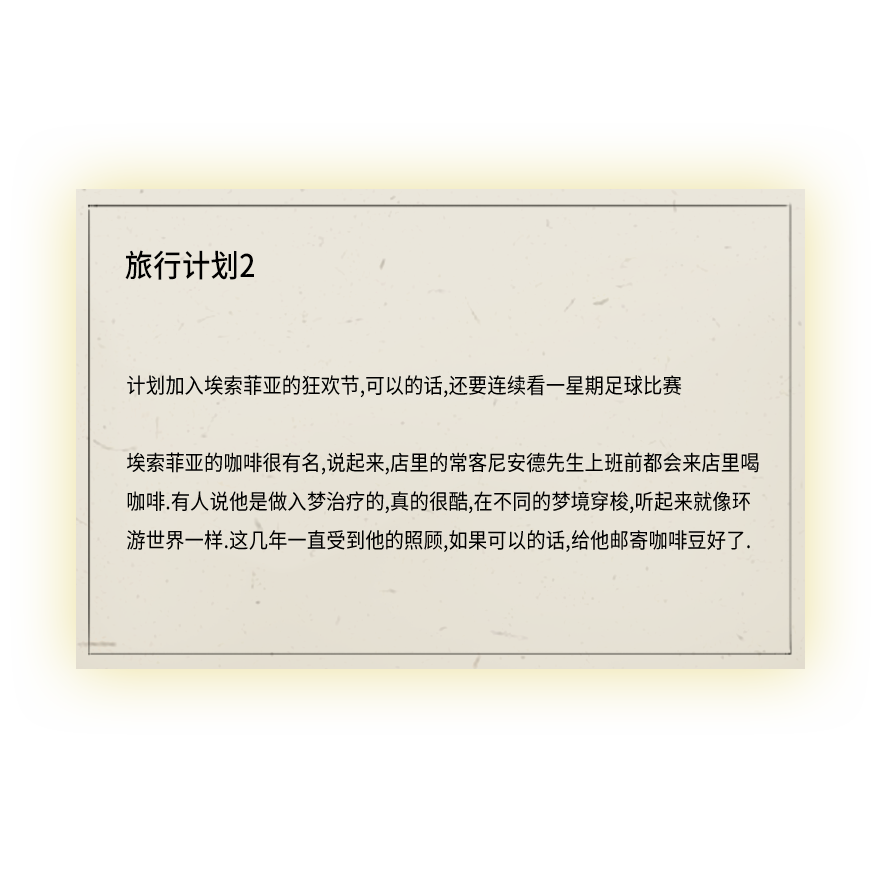 旅行计划2
计划加入埃索菲亚的狂欢节,可以的话,还要连续看一星期足球比赛
埃索菲亚的咖啡很有名,说起来,店里的常客尼安德先生上班前都会来店里喝
咖啡.有人说他是做入梦治疗的,真的很酷,在不同的梦境穿梭,听起来就像环
游世界一样.这几年一直受到他的照顾,如果可以的话,给他邮寄咖啡豆好了.